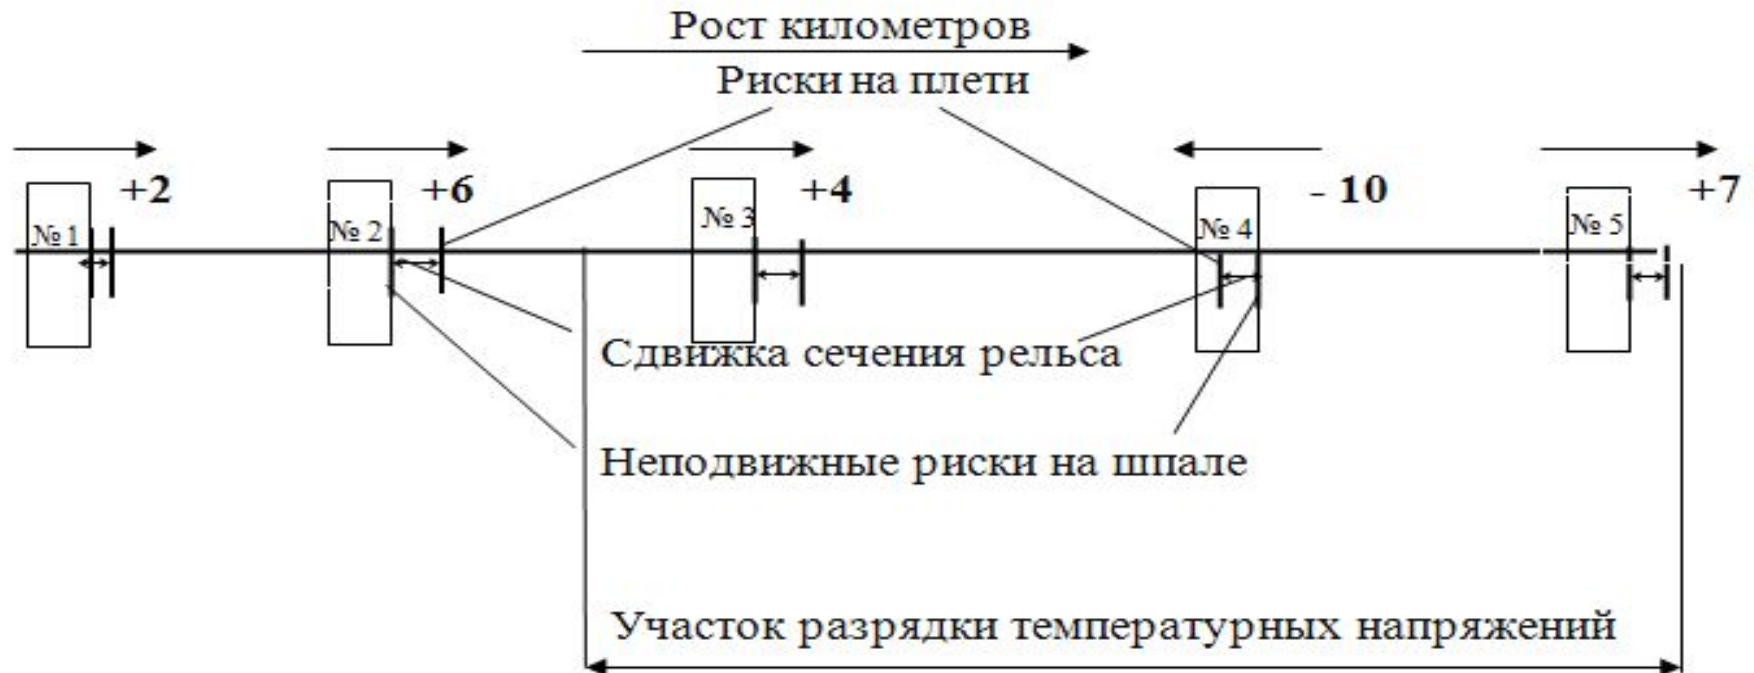 Рост километров
Риски на плети
+2 +6 +4 - 10 +7
№ 1 № 2 № 3 № 4 № 5
Сдвижка сечения рельса
Неподвижные риски на шпале
Участок разрядки температурных напряжений